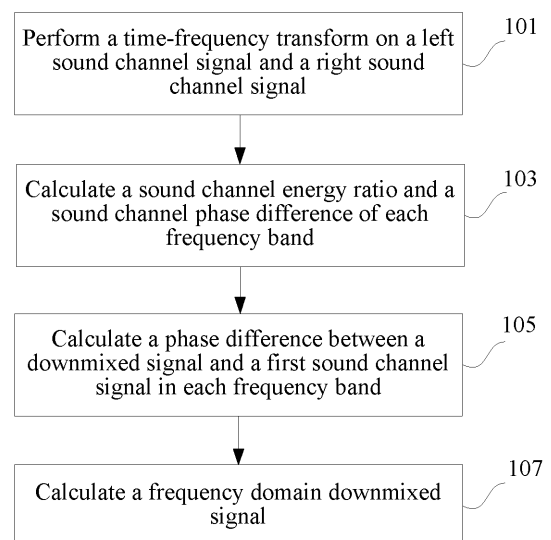 Perform a time-frequency transform on a left
sound channel signal and a right sound
channel signal
101
Calculate a sound channel energy ratio and a
sound channel phase difference of each
frequency band
103
Calculate a phase difference between a
downmixed signal and a first sound channel
signal in each frequency band
105
Calculate a frequency domain downmixed
signal
107